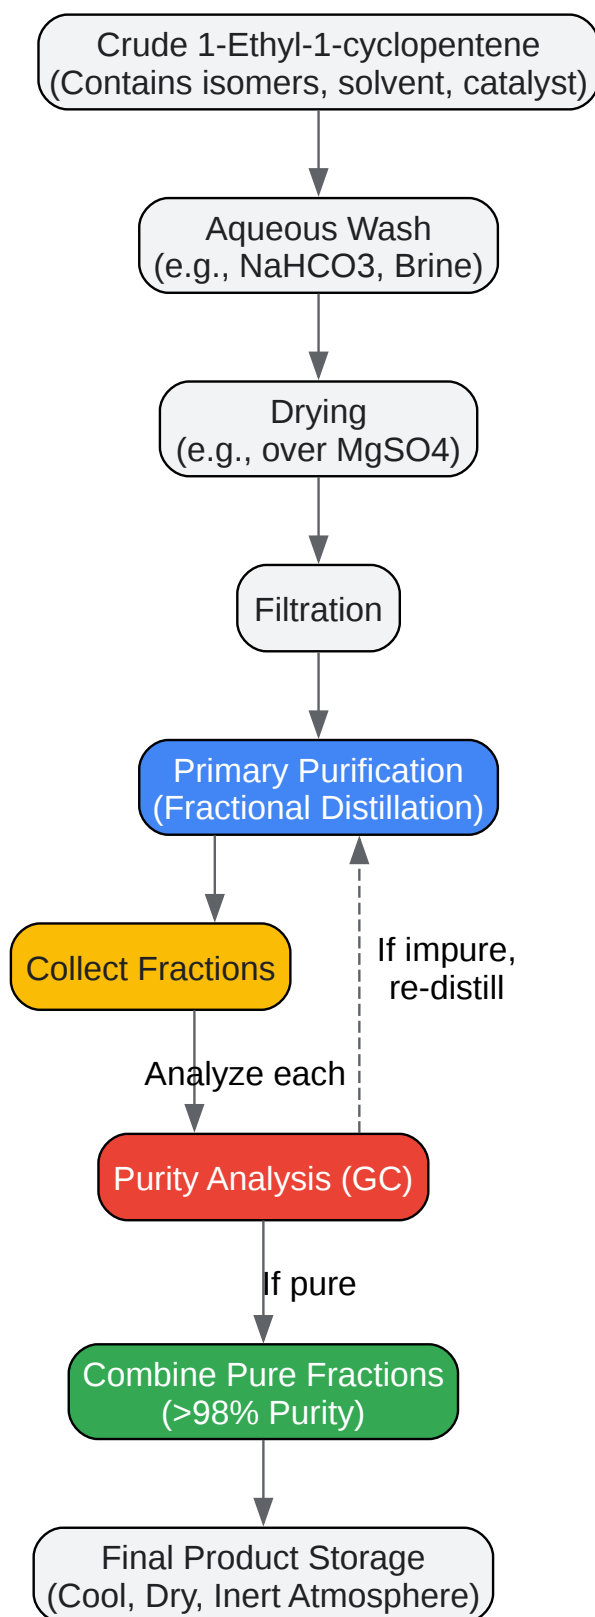 Crude 1-Ethyl-1-cyclopentene
(Contains isomers, solvent, catalyst)
Aqueous Wash
(e.g., NaHCO3, Brine)
Drying
(e.g., over MgSO4)
Filtration
Primary Purification
(Fractional Distillation)
Collect Fractions
If impure,
re-distill
Analyze each
Purity Analysis (GC)
If pure
Combine Pure Fractions
(>98% Purity)
Final Product Storage
(Cool, Dry, Inert Atmosphere)